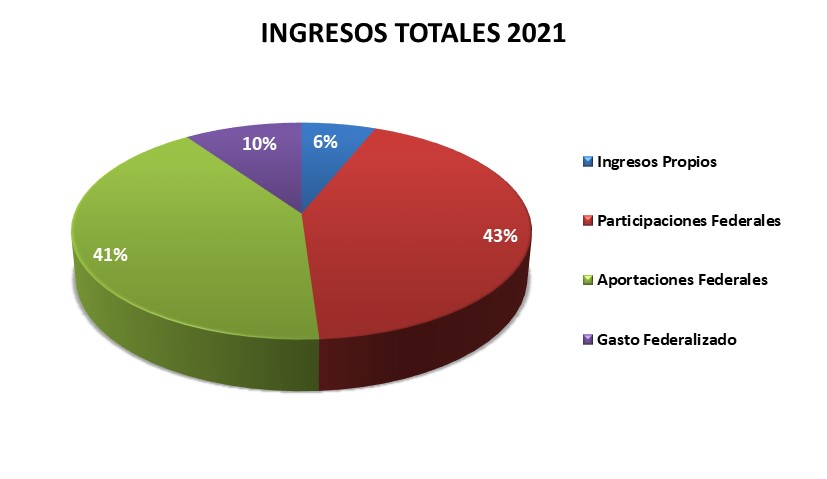 INGRESOS TOTALES 2021
10%
6%
43%
41%
Ingresos Propios
Participaciones Federales
Aportaciones Federales
Gasto Federalizado